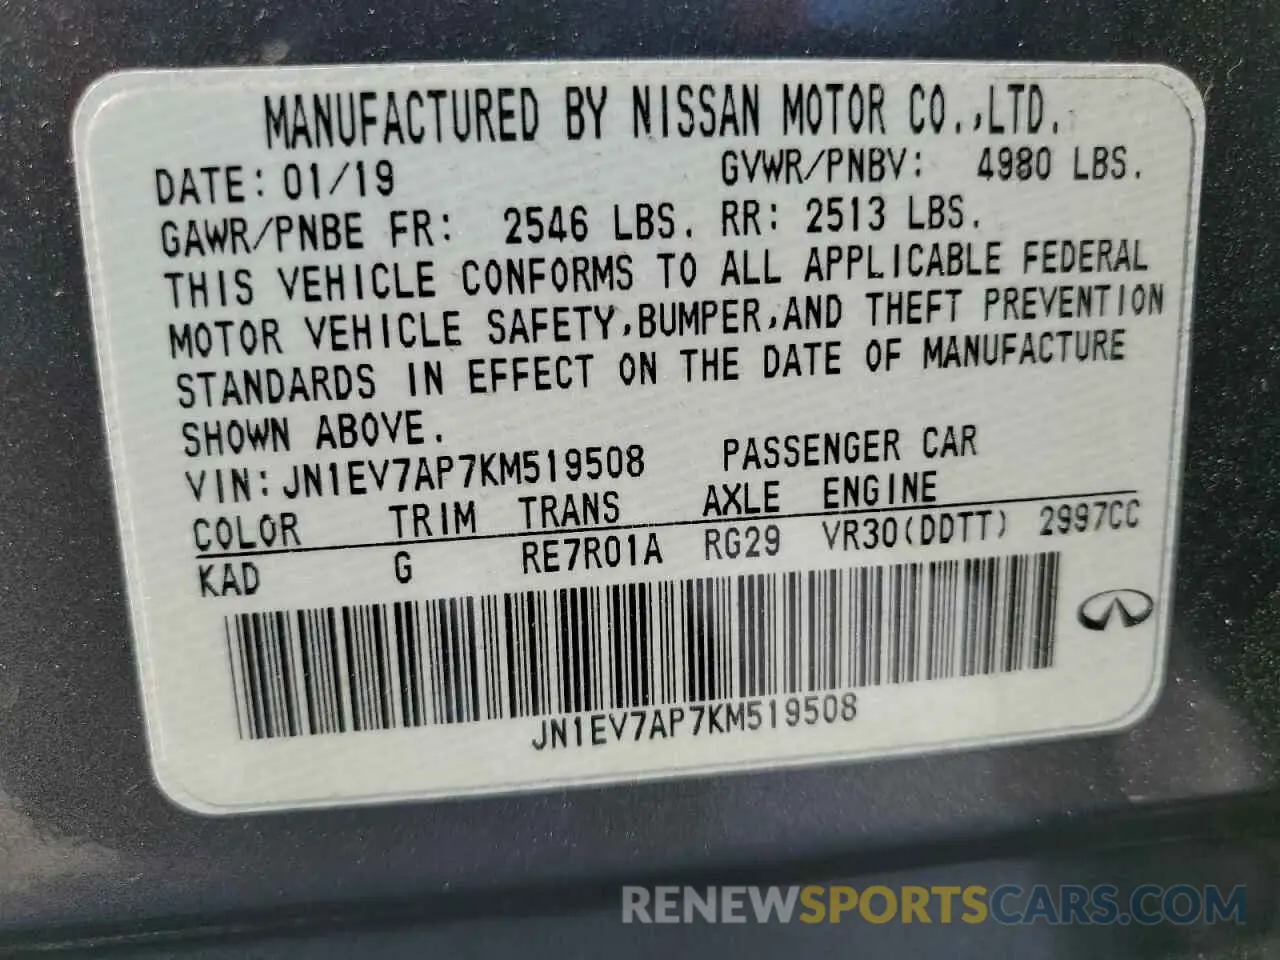 MANUFACTURED BY NISSAN MOTOR CO.,LTD.
DATE: 01/19 GVWR/PNBV: 4980 LBS.
GAWR/PNBE FR: 2546 LBS. RR: 2513 LBS.
THIS VEHICLE CONFORMS TO ALL APPLICABLE FEDERAL
MOTOR VEHICLE SAFETY,BUMPER,AND THEFT PREVENTION
STANDARDS IN EFFECT ON THE DATE OF MANUFACTURE
SHOWN ABOVE.
VIN: JN1EV7AP7KM519508 PASSENGER CAR
COLOR TRIM TRANS AXLE ENGINE
KAD G RE7R01A RG29 VR30(DDTT) 2997CC
JN1EV7AP7KM519508
RENEWSPORTSCARS.COM